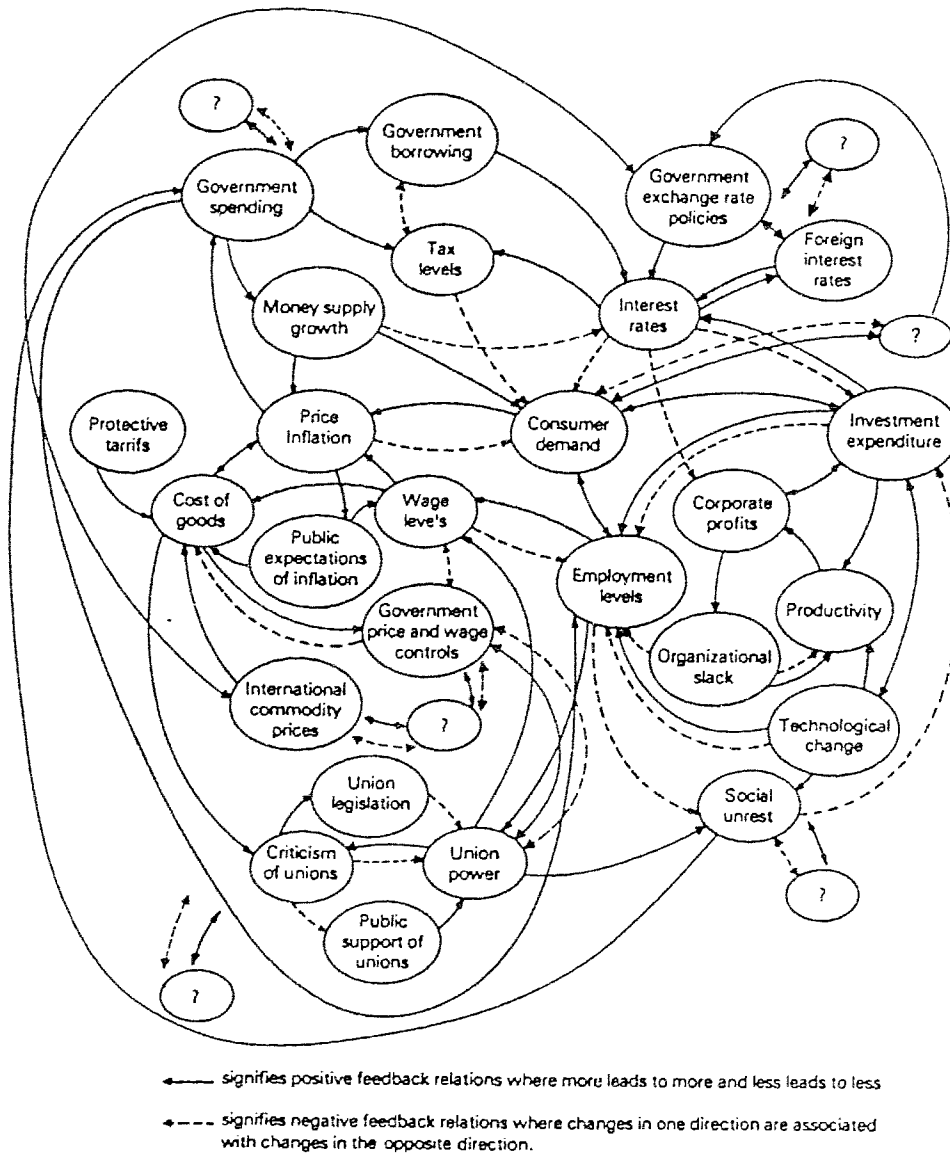 ?
Government
borrowing
Government
spending
Government
exchange rate
policies
?
Tax
levels
Foreign
interest
rates
Money supply
growth
Interest
rates
?
Protective
tarrifs
Price
Inflation
Consumer
demand
Investment
expenditure
Cost of
goods
Wage
leve's
Corporate
profits
Public
expectations
of inflation
Employment
levels
Government
price and wage
controls
Productivity
Organizational
slack
International
commodity
prices
?
Technological
change
Union
legislation
Social
unrest
Criticism
of unions
Union
power
?
Public
support of
unions
?
signifies positive feedback relations where more leads to more and less leads to less
signifies negative feedback relations where changes in one direction are associated
with changes in the opposite direction.